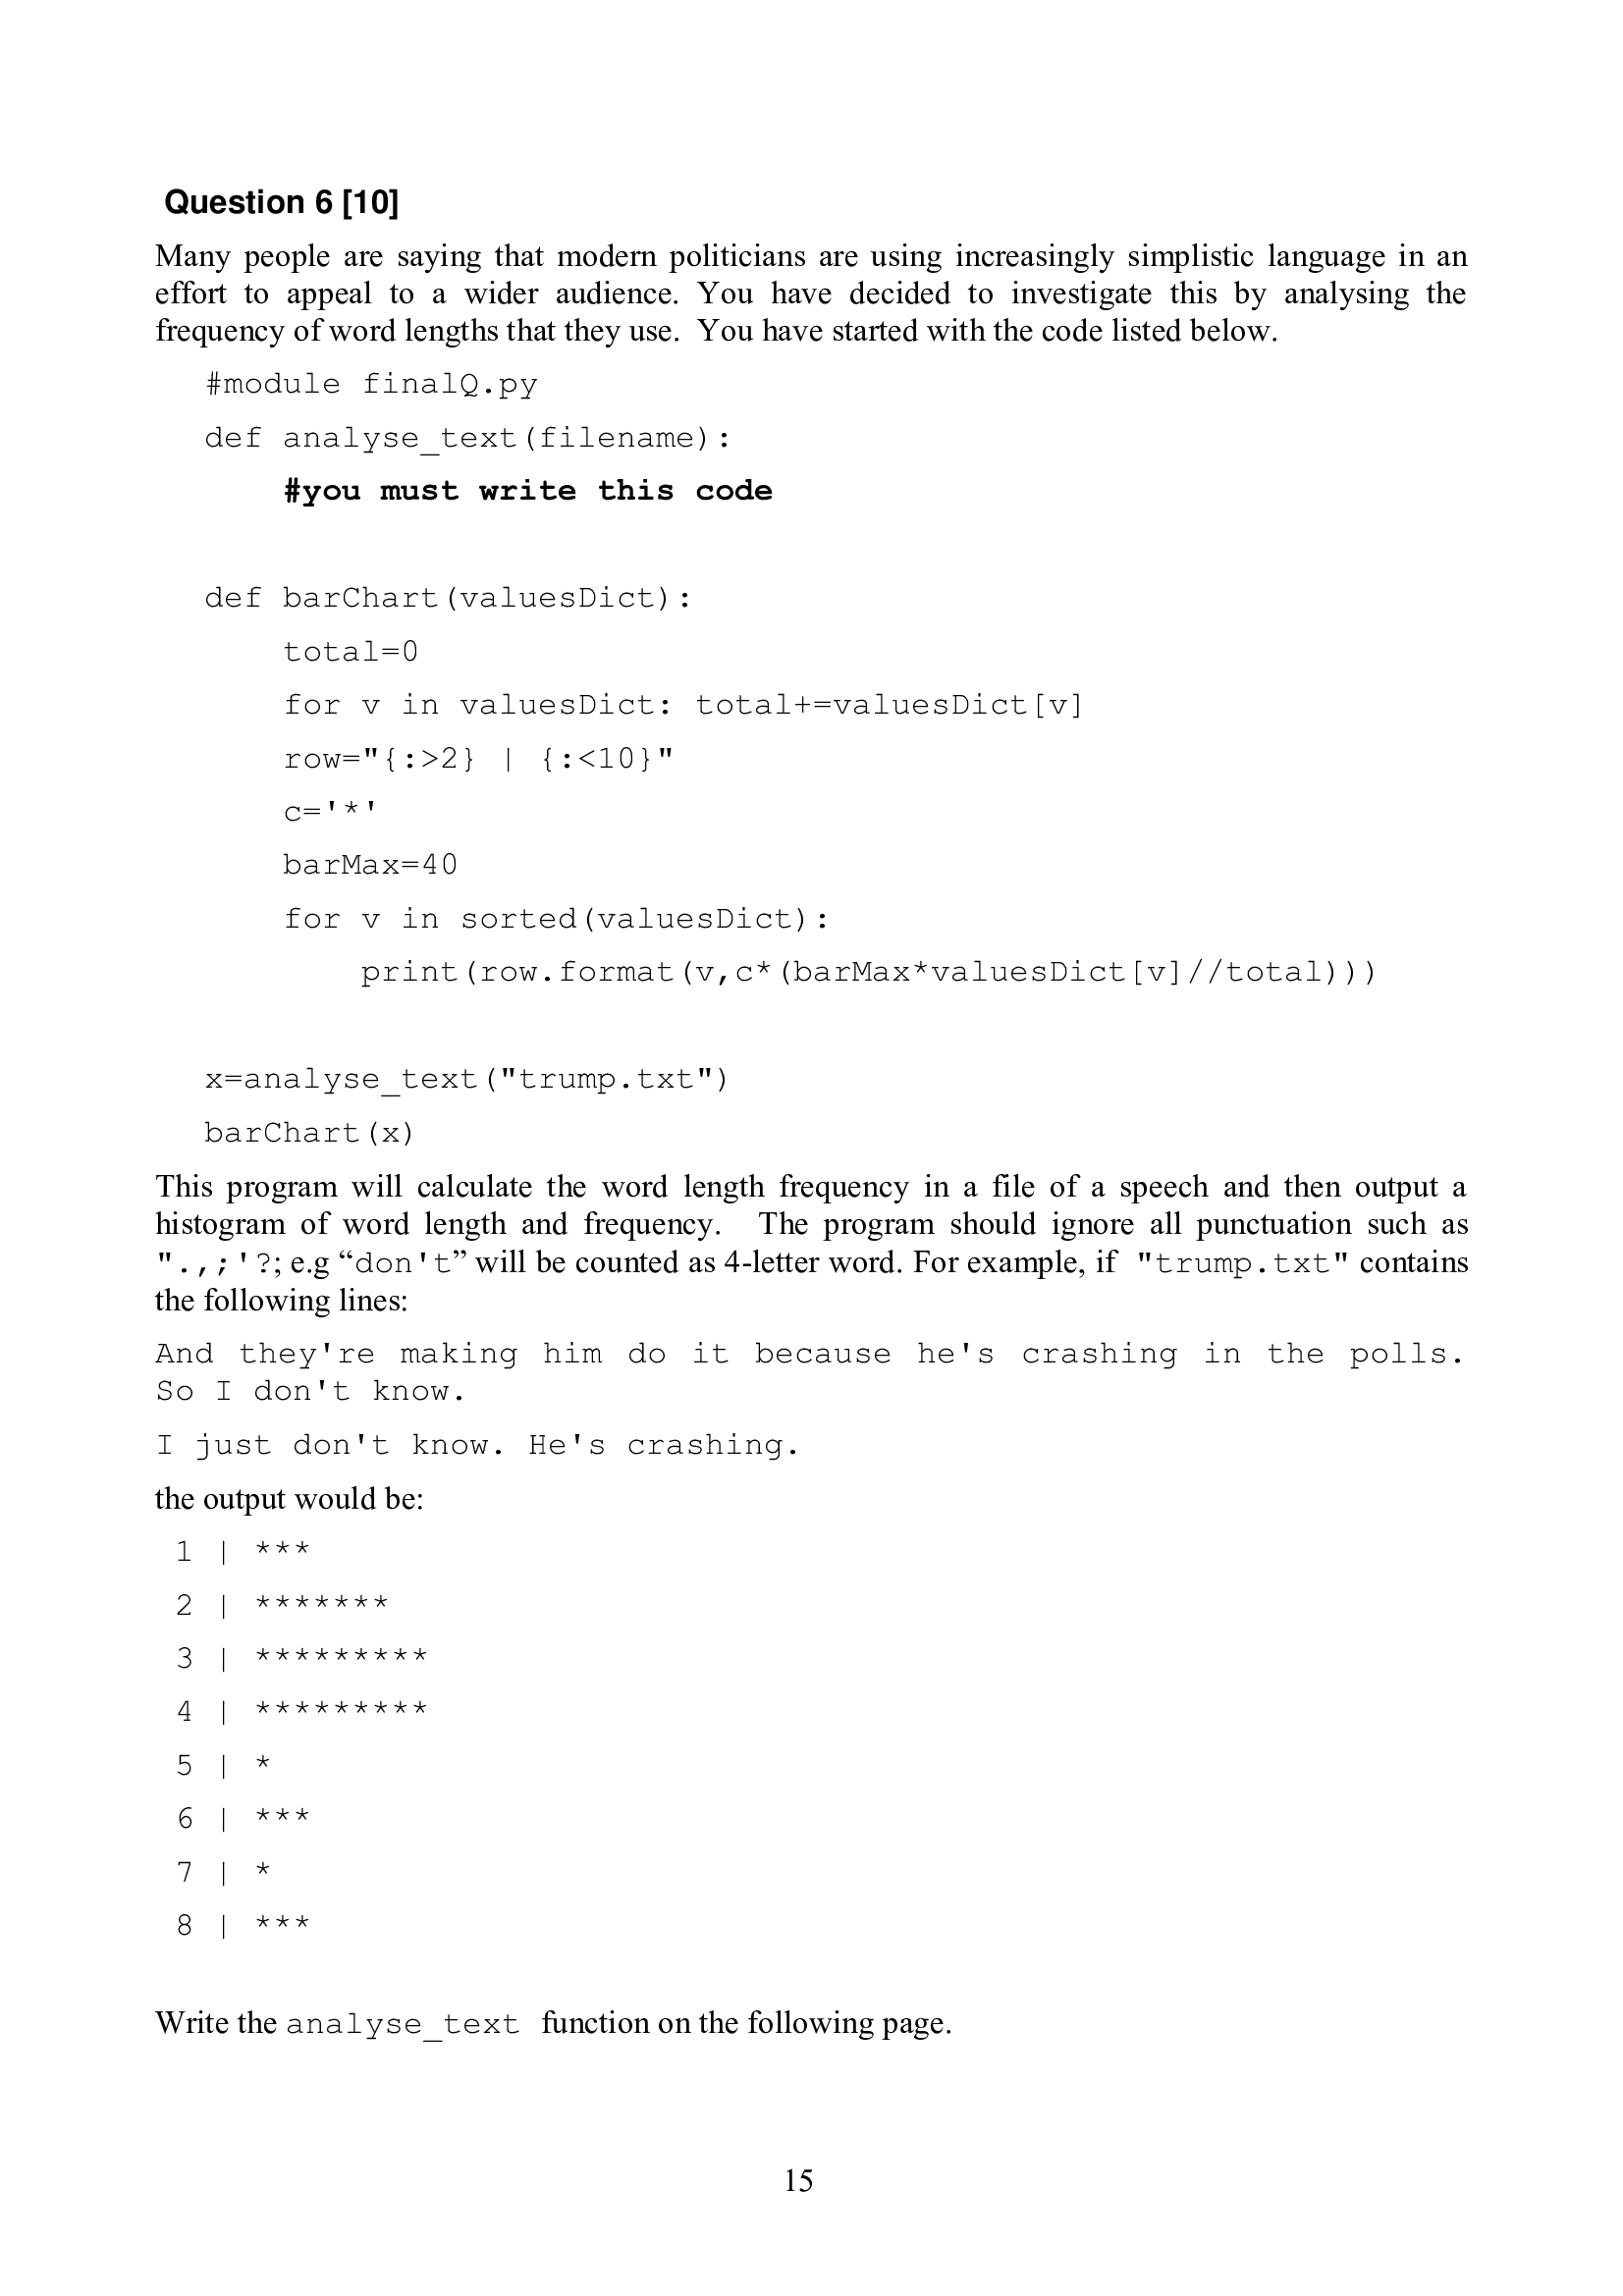 Question 6 [10]
Many people are saying that modern politicians are using increasingly simplistic language in an
effort to appeal to a wider audience. You have decided to investigate this by analysing the
frequency of word lengths that they use.  You have started with the code listed below.
#module finalQ.py
def analyse_text(filename):
    #you must write this code
def barChart(valuesDict):
    total=0
    for v in valuesDict: total+=valuesDict[v]
    row="{:>2} | {:<10}"
    c='*'
    barMax=40
    for v in sorted(valuesDict):
        print(row.format(v,c*(barMax*valuesDict[v]//total)))
x=analyse_text("trump.txt")
barChart(x)
This program will calculate the word length frequency in a file of a speech and then output a
histogram of word length and frequency.  The program should ignore all punctuation such as
".,;'?; e.g “don't” will be counted as 4-letter word. For example, if "trump.txt" contains
the following lines:
And they're making him do it because he's crashing in the polls.
So I don't know.
I just don't know. He's crashing.
the output would be:
 1 | ***
 2 | *******
 3 | *********
 4 | *********
 5 | *
 6 | ***
 7 | *
 8 | ***
Write the analyse_text function on the following page.
15